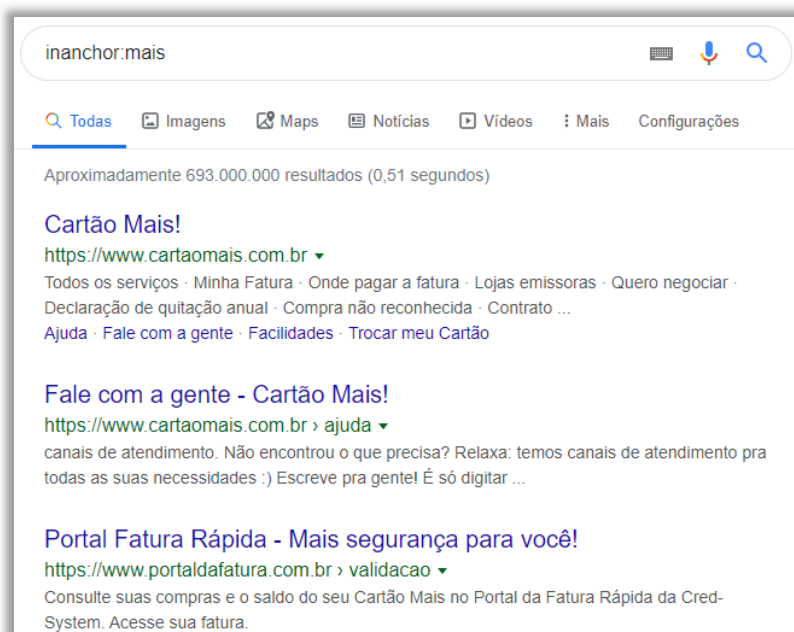 inanchor:mais
Todas Imagens Maps Notícias Vídeos Mais Configurações
Aproximadamente 693.000.000 resultados (0,51 segundos)
Cartão Mais!
https://www.cartaomais.com.br
Todos os serviços · Minha Fatura · Onde pagar a fatura · Lojas emissoras · Quero negociar ·
Declaração de quitação anual · Compra não reconhecida · Contrato ...
Ajuda · Fale com a gente · Facilidades · Trocar meu Cartão
Fale com a gente - Cartão Mais!
https://www.cartaomais.com.br › ajuda
canais de atendimento. Não encontrou o que precisa? Relaxa: temos canais de atendimento pra
todas as suas necessidades :) Escreve pra gente! É só digitar ...
Portal Fatura Rápida - Mais segurança para você!
https://www.portaldafatura.com.br › validacao
Consulte suas compras e o saldo do seu Cartão Mais no Portal da Fatura Rápida da Cred-
System. Acesse sua fatura.